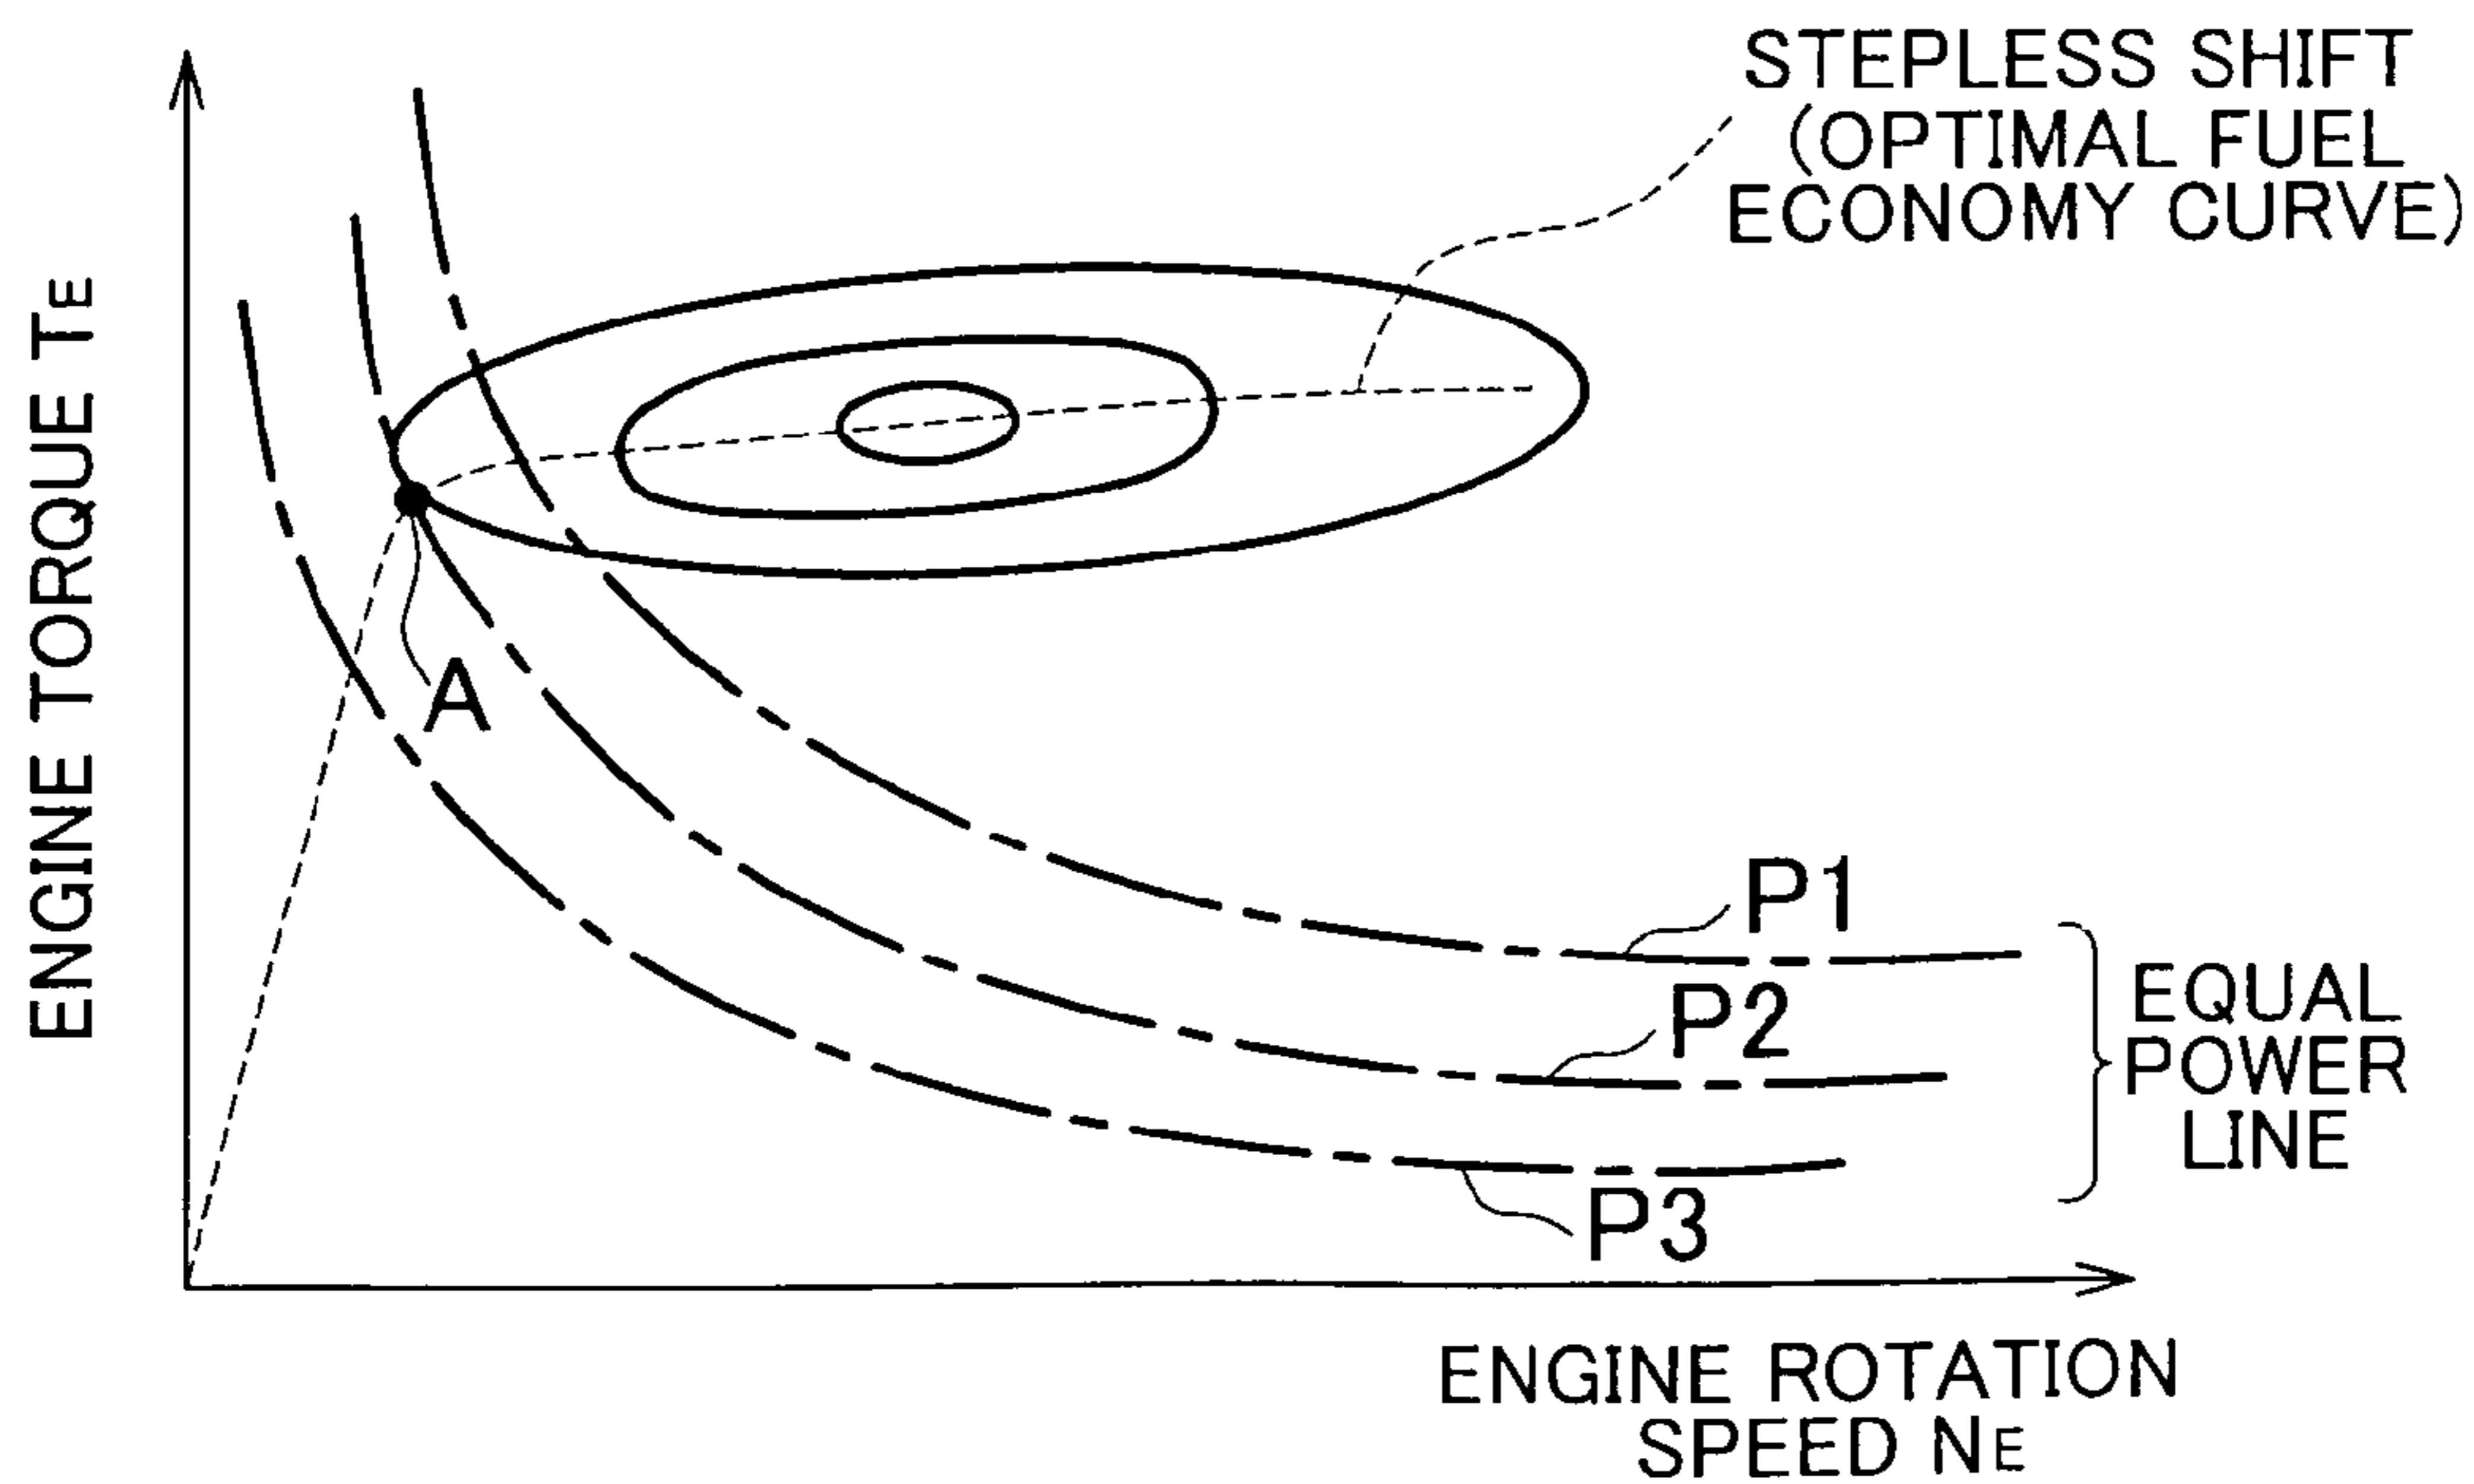 STEPLESS SHIFT
(OPTIMAL FUEL
ECONOMY CURVE)
ENGINE TORQUE TE
A
P1
P2
P3
EQUAL
POWER
LINE
ENGINE ROTATION
SPEED NE